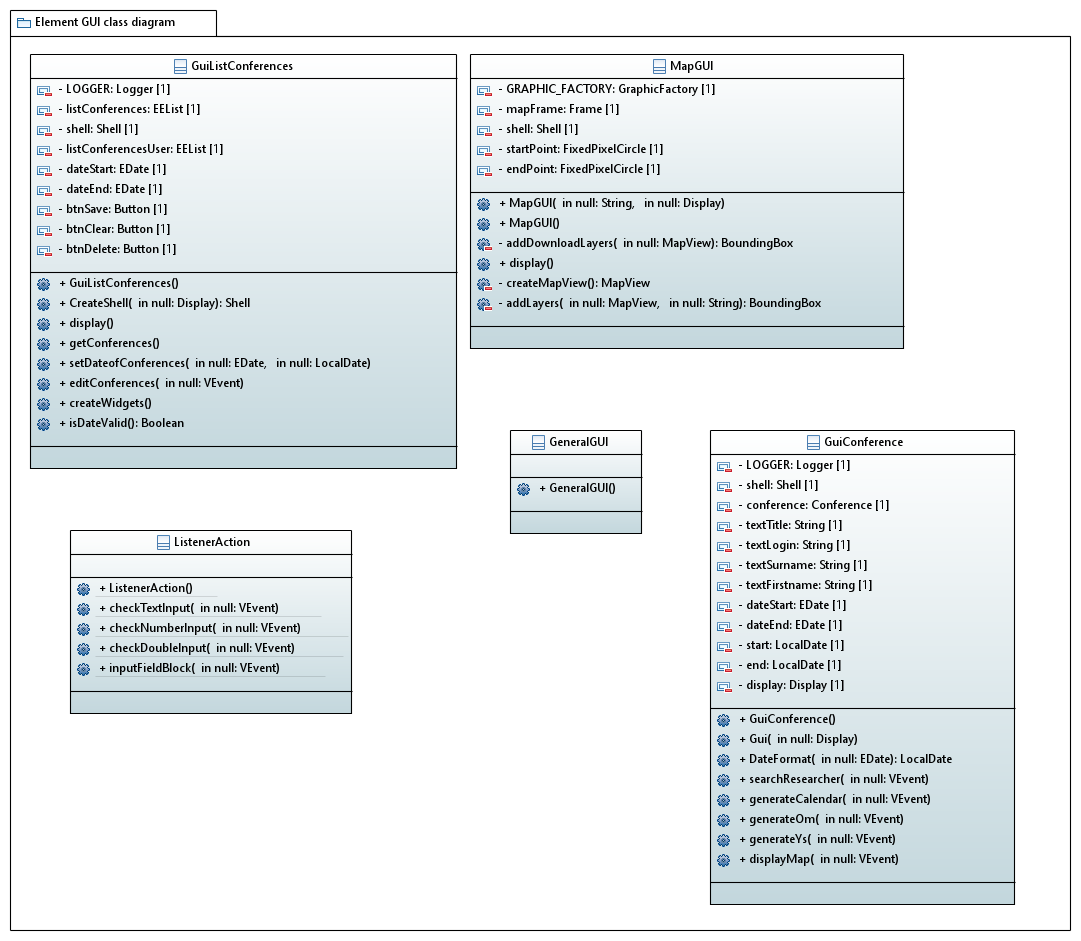 Element GUI class diagram
GuiListConferences
- LOGGER: Logger [1]
- listConferences: EEList [1]
- shell: Shell [1]
- listConferencesUser: EEList [1]
- dateStart: EDate [1]
- dateEnd: EDate [1]
- btnSave: Button [1]
- btnClear: Button [1]
- btnDelete: Button [1]
+ GuiListConferences()
+ CreateShell( in null: Display): Shell
+ display()
+ getConferences()
+ setDateofConferences( in null: EDate, in null: LocalDate)
+ editConferences( in null: VEvent)
+ createWidgets()
+ isDateValid(): Boolean
MapGUI
- GRAPHIC_FACTORY: GraphicFactory [1]
- mapFrame: Frame [1]
- shell: Shell [1]
- startPoint: FixedPixelCircle [1]
- endPoint: FixedPixelCircle [1]
+ MapGUI( in null: String, in null: Display)
+ MapGUI()
- addDownloadLayers( in null: MapView): BoundingBox
+ display()
- createMapView(): MapView
- addLayers( in null: MapView, in null: String): BoundingBox
GeneralGUI
+ GeneralGUI()
GuiConference
- LOGGER: Logger [1]
- shell: Shell [1]
- conference: Conference [1]
- textTitle: String [1]
- textLogin: String [1]
- textSurname: String [1]
- textFirstname: String [1]
- dateStart: EDate [1]
- dateEnd: EDate [1]
- start: LocalDate [1]
- end: LocalDate [1]
- display: Display [1]
+ GuiConference()
+ Gui( in null: Display)
+ DateFormat( in null: EDate): LocalDate
+ searchResearcher( in null: VEvent)
+ generateCalendar( in null: VEvent)
+ generateOm( in null: VEvent)
+ generateYs( in null: VEvent)
+ displayMap( in null: VEvent)
ListenerAction
+ ListenerAction()
+ checkTextInput( in null: VEvent)
+ checkNumberInput( in null: VEvent)
+ checkDoubleInput( in null: VEvent)
+ inputFieldBlock( in null: VEvent)